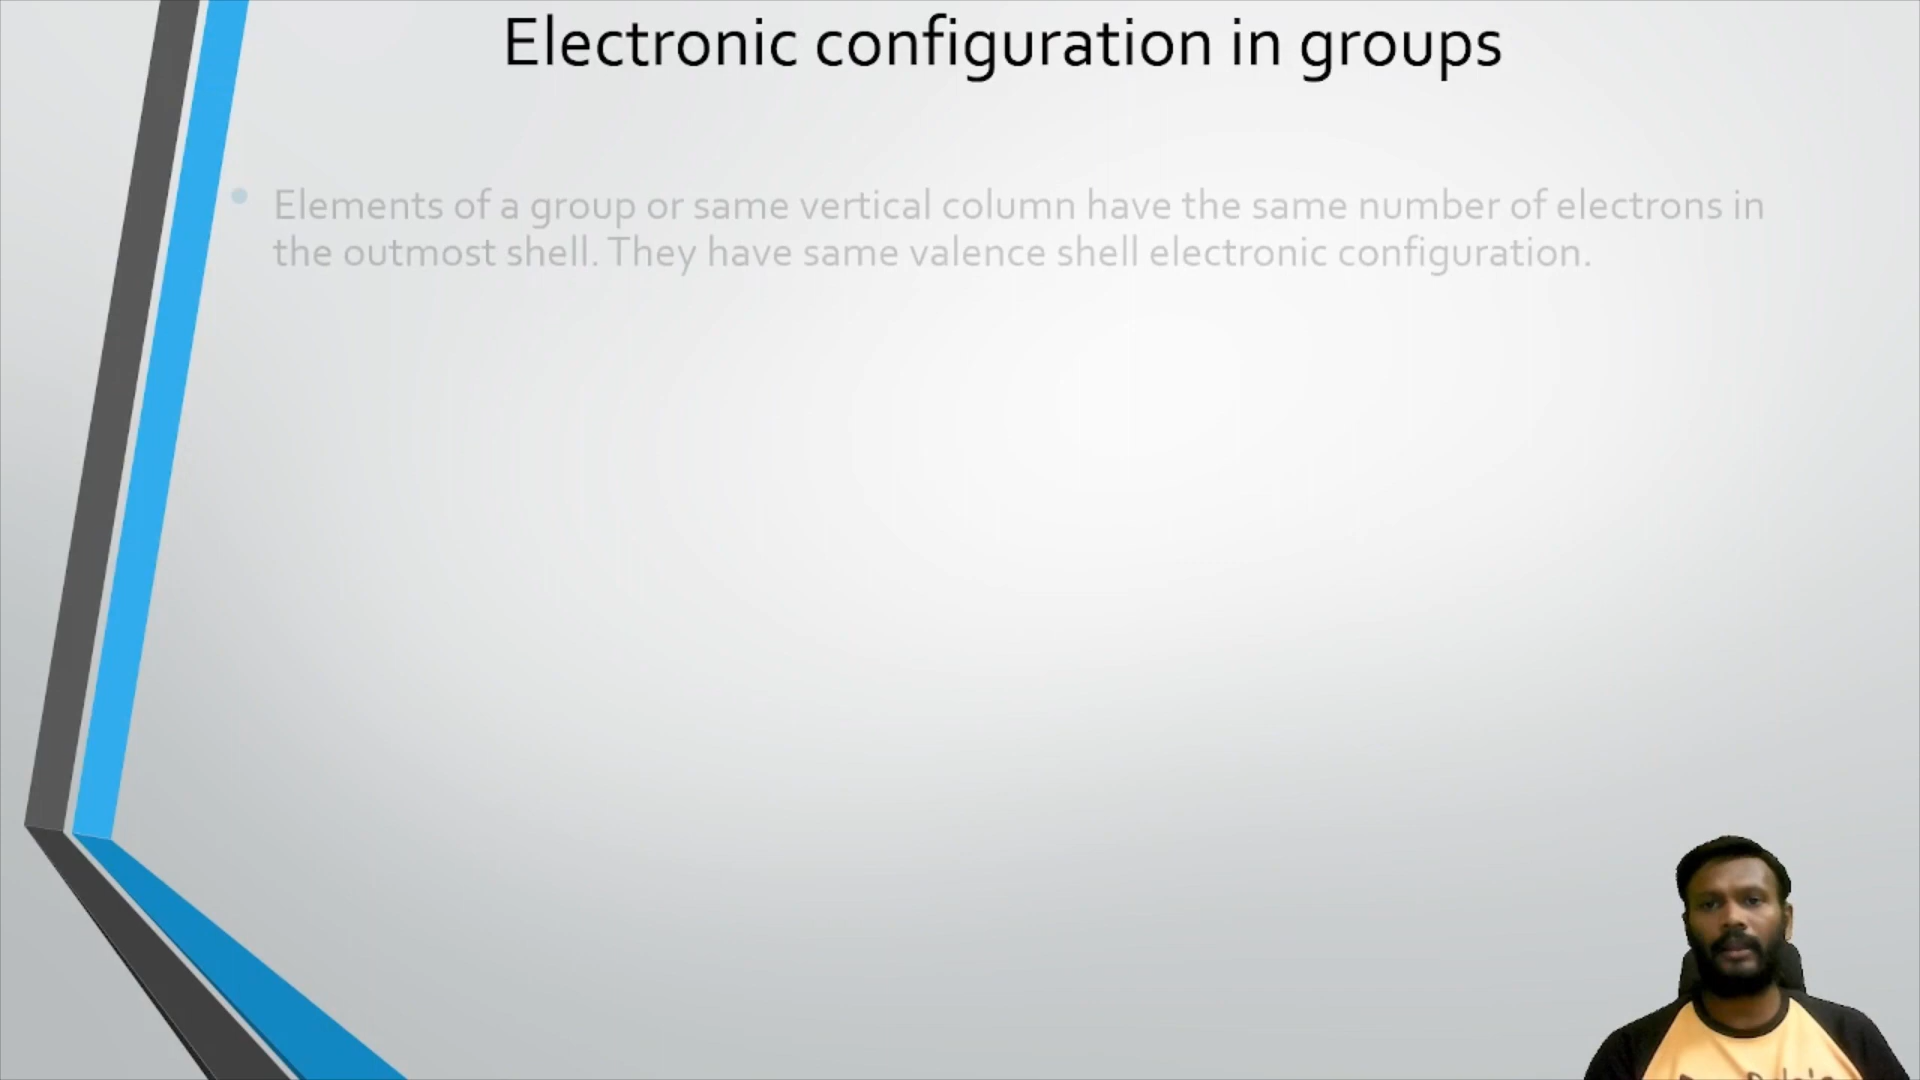 Electronic configuration in groups
Elements of a group or same vertical column have the same number of electrons in
the outmost shell. They have same valence shell electronic configuration.